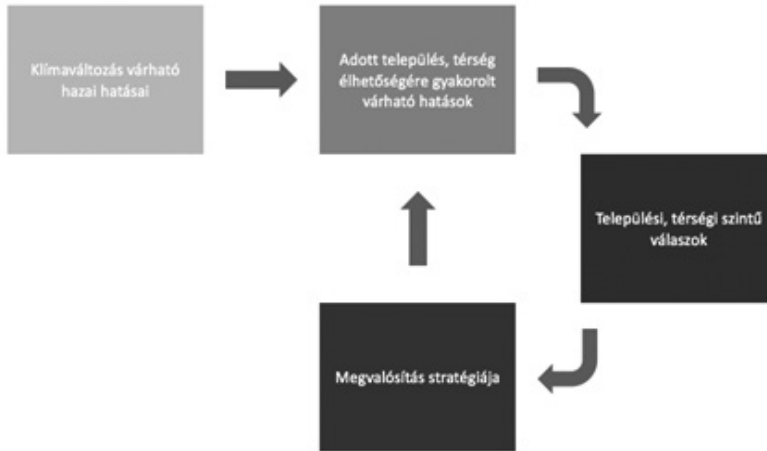 Klímaváltozás várható
hazai hatásai
Adott település, térség
élhetőségére gyakorolt
várható hatások
Települési, térségi szintű
válaszok
Megvalósítás stratégiája